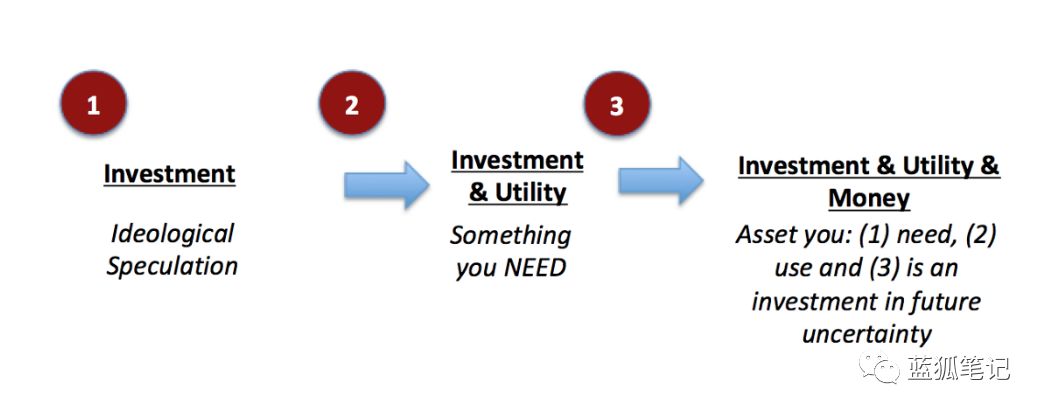 1
2
3
Investment
Ideological
Speculation
Investment
& Utility
Something
you NEED
Investment & Utility &
Money
Asset you: (1) need, (2)
use and (3) is an
investment in future
uncertainty
蓝狐笔记